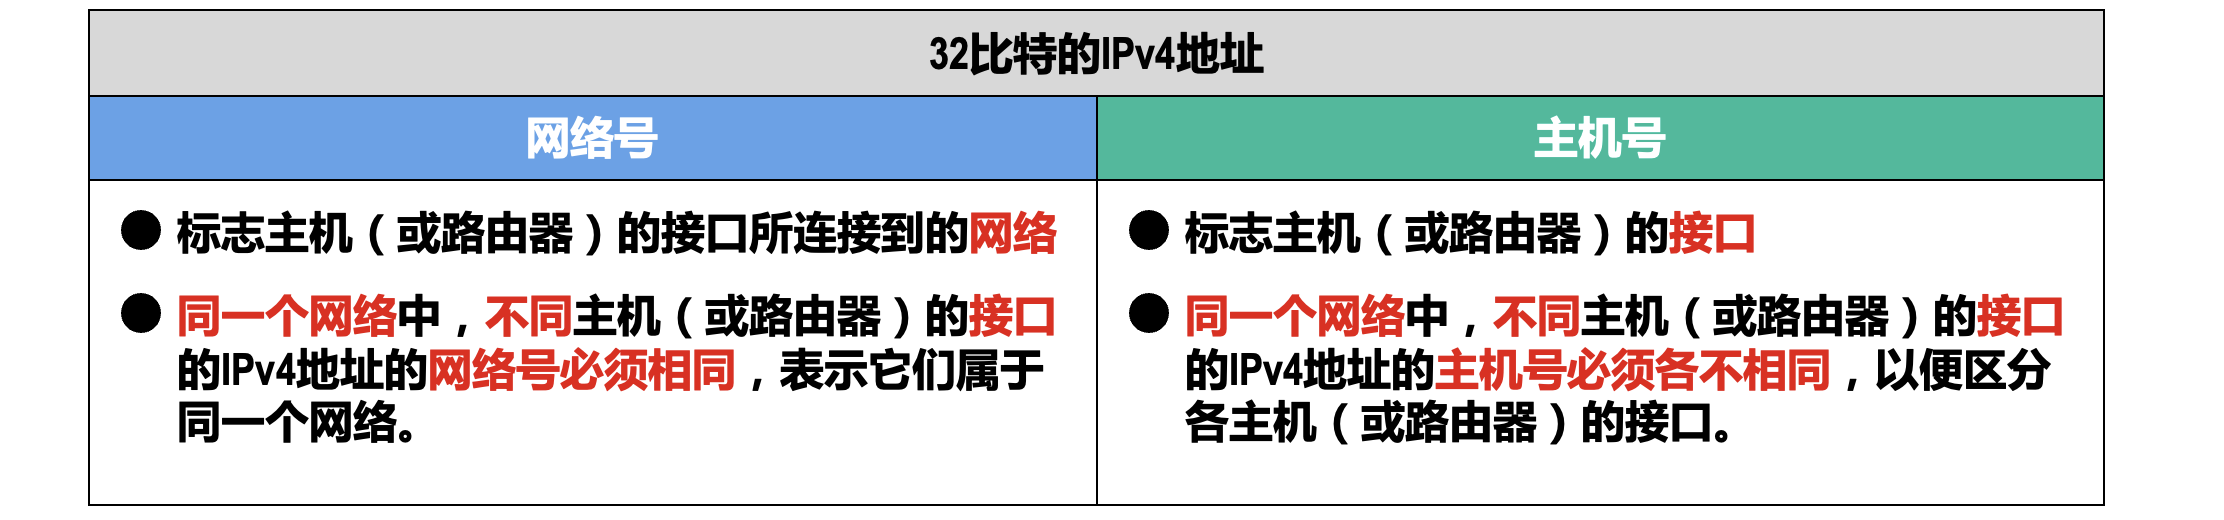 32比特的IPv4地址
网络号
主机号
● 标志主机（或路由器）的接口所连接到的网络
● 同一个网络中，不同主机（或路由器）的接口
的IPv4地址的网络号必须相同，表示它们属于
同一个网络。
● 标志主机（或路由器）的接口
● 同一个网络中，不同主机（或路由器）的接口
的IPv4地址的主机号必须各不相同，以便区分
各主机（或路由器）的接口。